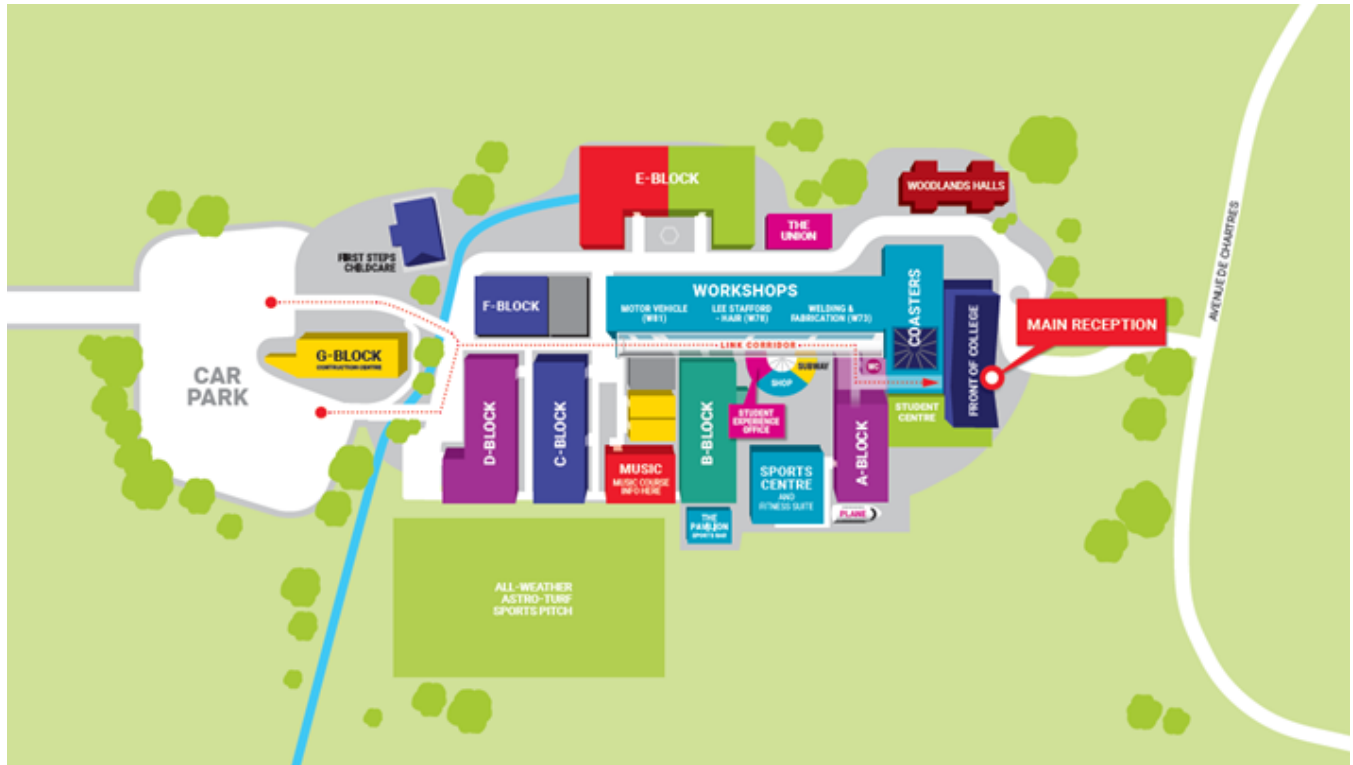 E-BLOCK
WOODLANDS HALLS
THE
UNION
FIRST STEPS
CHILDCARE
F-BLOCK
WORKSHOPS
MOTOR VEHICLE
(W81)
LEE STAFFORD
- HAIR (W78)
WELDING &
FABRICATION (W73)
COASTERS
AVENUE DE CHARTRES
MAIN RECEPTION
FRONT OF COLLEGE
LINK CORRIDOR
G-BLOCK
CONTRUCTION CENTRE
CAR
PARK
SUBWAY
SHOP
WC
STUDENT
EXPERIENCE
OFFICE
STUDENT
CENTRE
D-BLOCK
C-BLOCK
B-BLOCK
A-BLOCK
MUSIC
MUSIC COURSE
INFO HERE
SPORTS
CENTRE
AND
FITNESS SUITE
THE
PAVILION
SPORTS BAR
PLANE
ALL-WEATHER
ASTRO-TURF
SPORTS PITCH